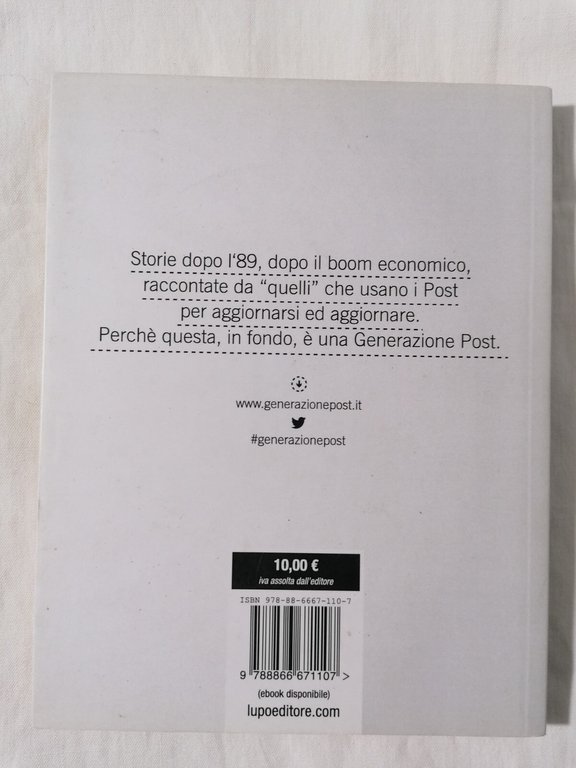 Storie dopo l'89, dopo il boom economico,
raccontate da “quelli” che usano i Post
per aggiornarsi ed aggiornare.
Perchè questa, in fondo, è una Generazione Post.
www.generazionepost.it
#generazionepost
10,00 €
iva assolta dall'editore
ISBN 978-88-6667-110-7
9 788866 671107 >
(ebook disponibile)
lupoeditore.com